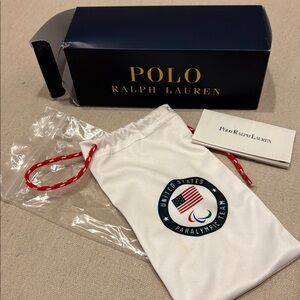 POLO
RALPH LAUREN
POLO RALPH LAUREN
UNITED STATES
PARALYMPIC TEAM